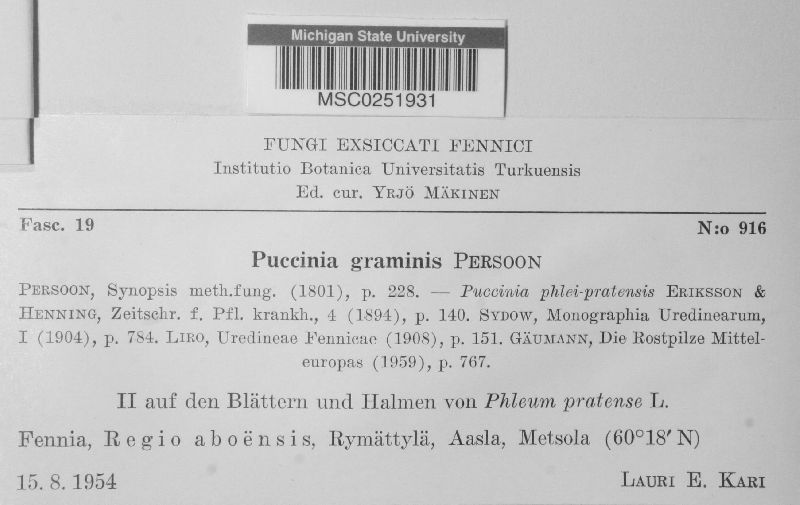 Michigan State University
MSC0251931
FUNGI EXSICCATI FENNICI
Institutio Botanica Universitatis Turkuensis
Ed. cur. YRJÖ MÄKINEN
Fasc. 19 N:o 916
Puccinia graminis PERSOON
PERSOON, Synopsis meth.fung. (1801), p. 228. — Puccinia phlei-pratensis ERIKSSON &
HENNING, Zeitschr. f. Pfl. krankh., 4 (1894), p. 140. SYDOW, Monographia Uredinearum,
I (1904), p. 784. LIRO, Uredineae Fennicae (1908), p. 151. GÄUMANN, Die Rostpilze Mittel-
europas (1959), p. 767.
II auf den Blättern und Halmen von Phleum pratense L.
Fennia, Regio aboënsis, Rymättylä, Aasla, Metsola (60°18′ N)
15. 8. 1954 LAURI E. KARI